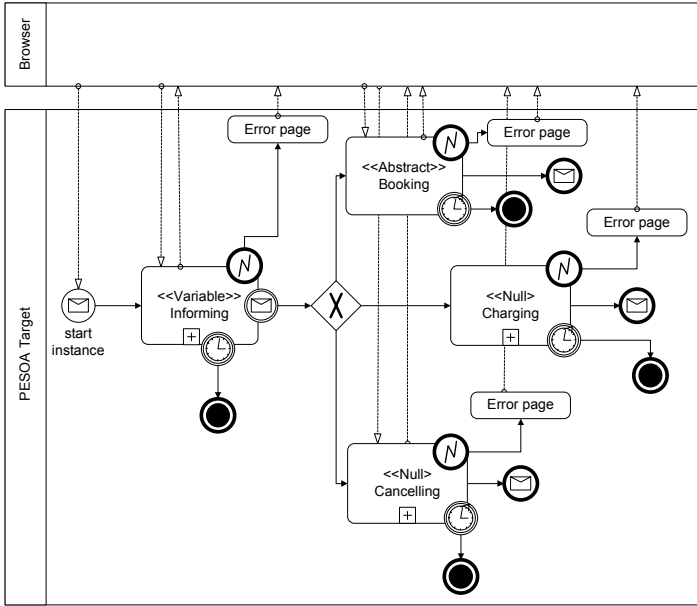 Browser
PESOA Target
Error page
Error page
<<Abstract>>
Booking
Error page
<<Variable>>
Informing
<<Null>
Charging
start
instance
Error page
<<Null>
Cancelling